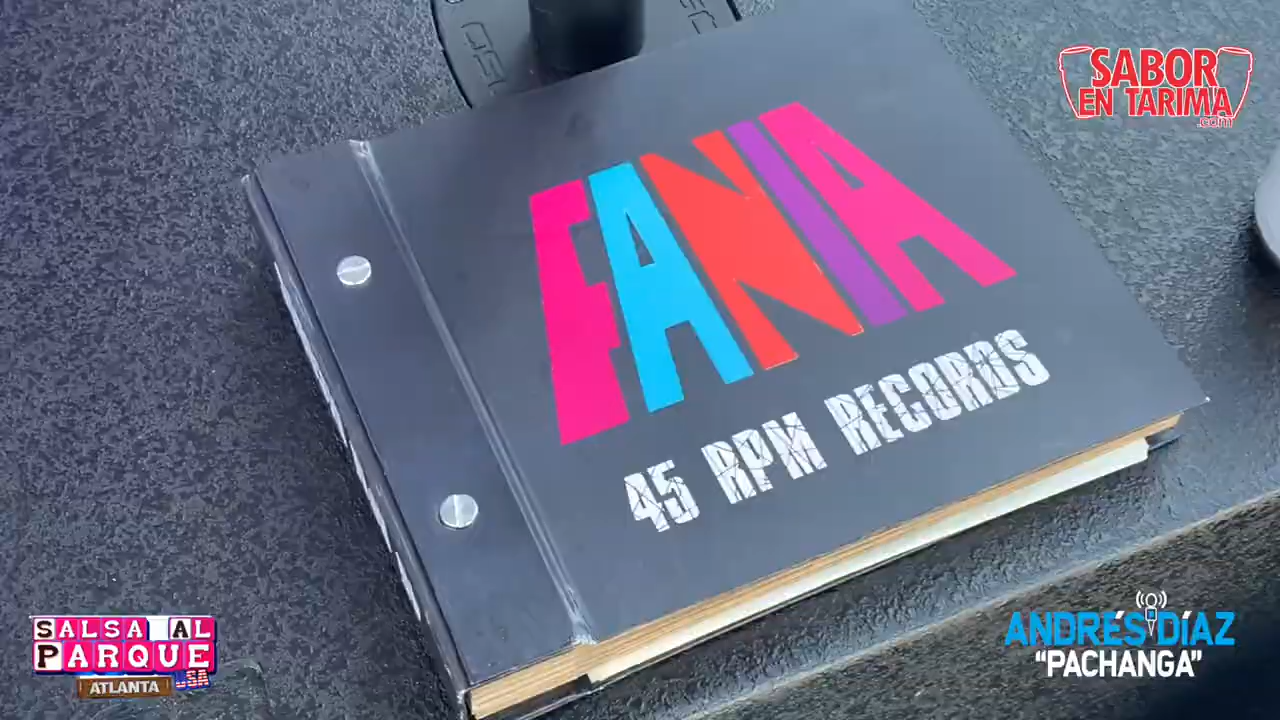 SABOR
EN TARIMA
.com
FANIA
45 RPM RECORDS
SALSA AL
PARQUE
ATLANTA USA
ANDRÉS DÍAZ
“PACHANGA”